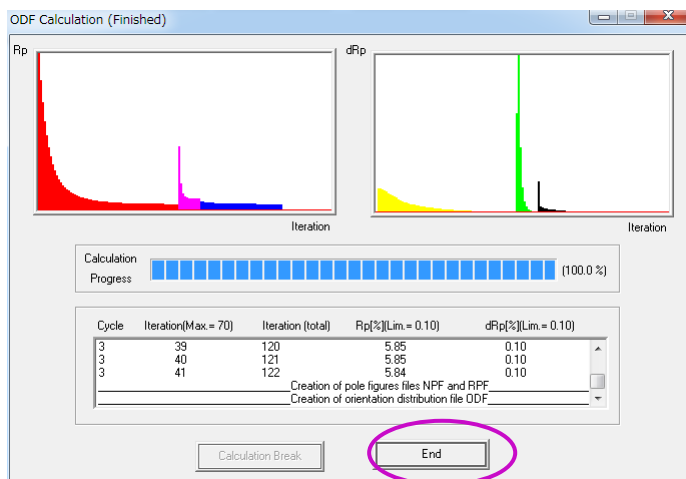 ODF Calculation (Finished)
Rp
dRp
Iteration
Iteration
Calculation
Progress
(100.0 %)
Cycle Iteration(Max.= 70) Iteration (total) Rp[%](Lim.= 0.10) dRp[%](Lim.= 0.10)
3 39 120 5.85 0.10
3 40 121 5.85 0.10
3 41 122 5.84 0.10
Creation of pole figures files NPF and RPF
Creation of orientation distribution file ODF
Calculation Break
End